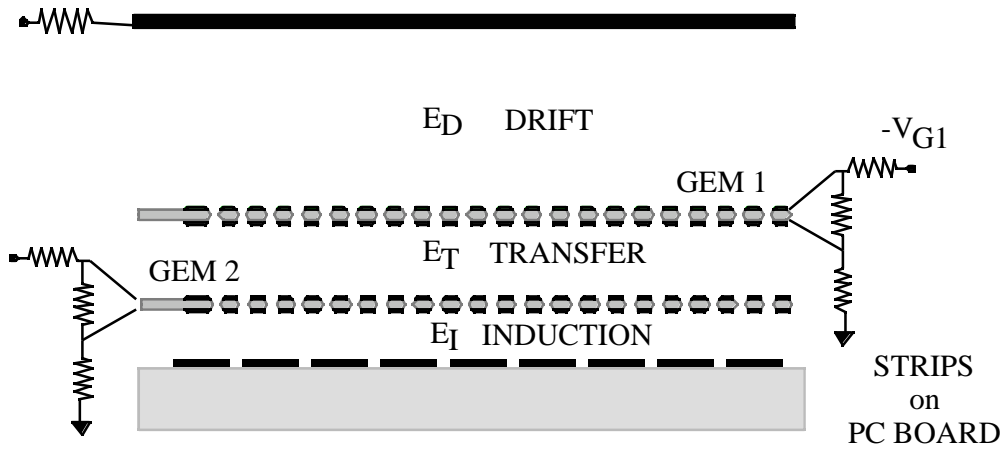 E_D DRIFT
-V_G1
GEM 1
E_T TRANSFER
GEM 2
E_I INDUCTION
STRIPS
on
PC BOARD